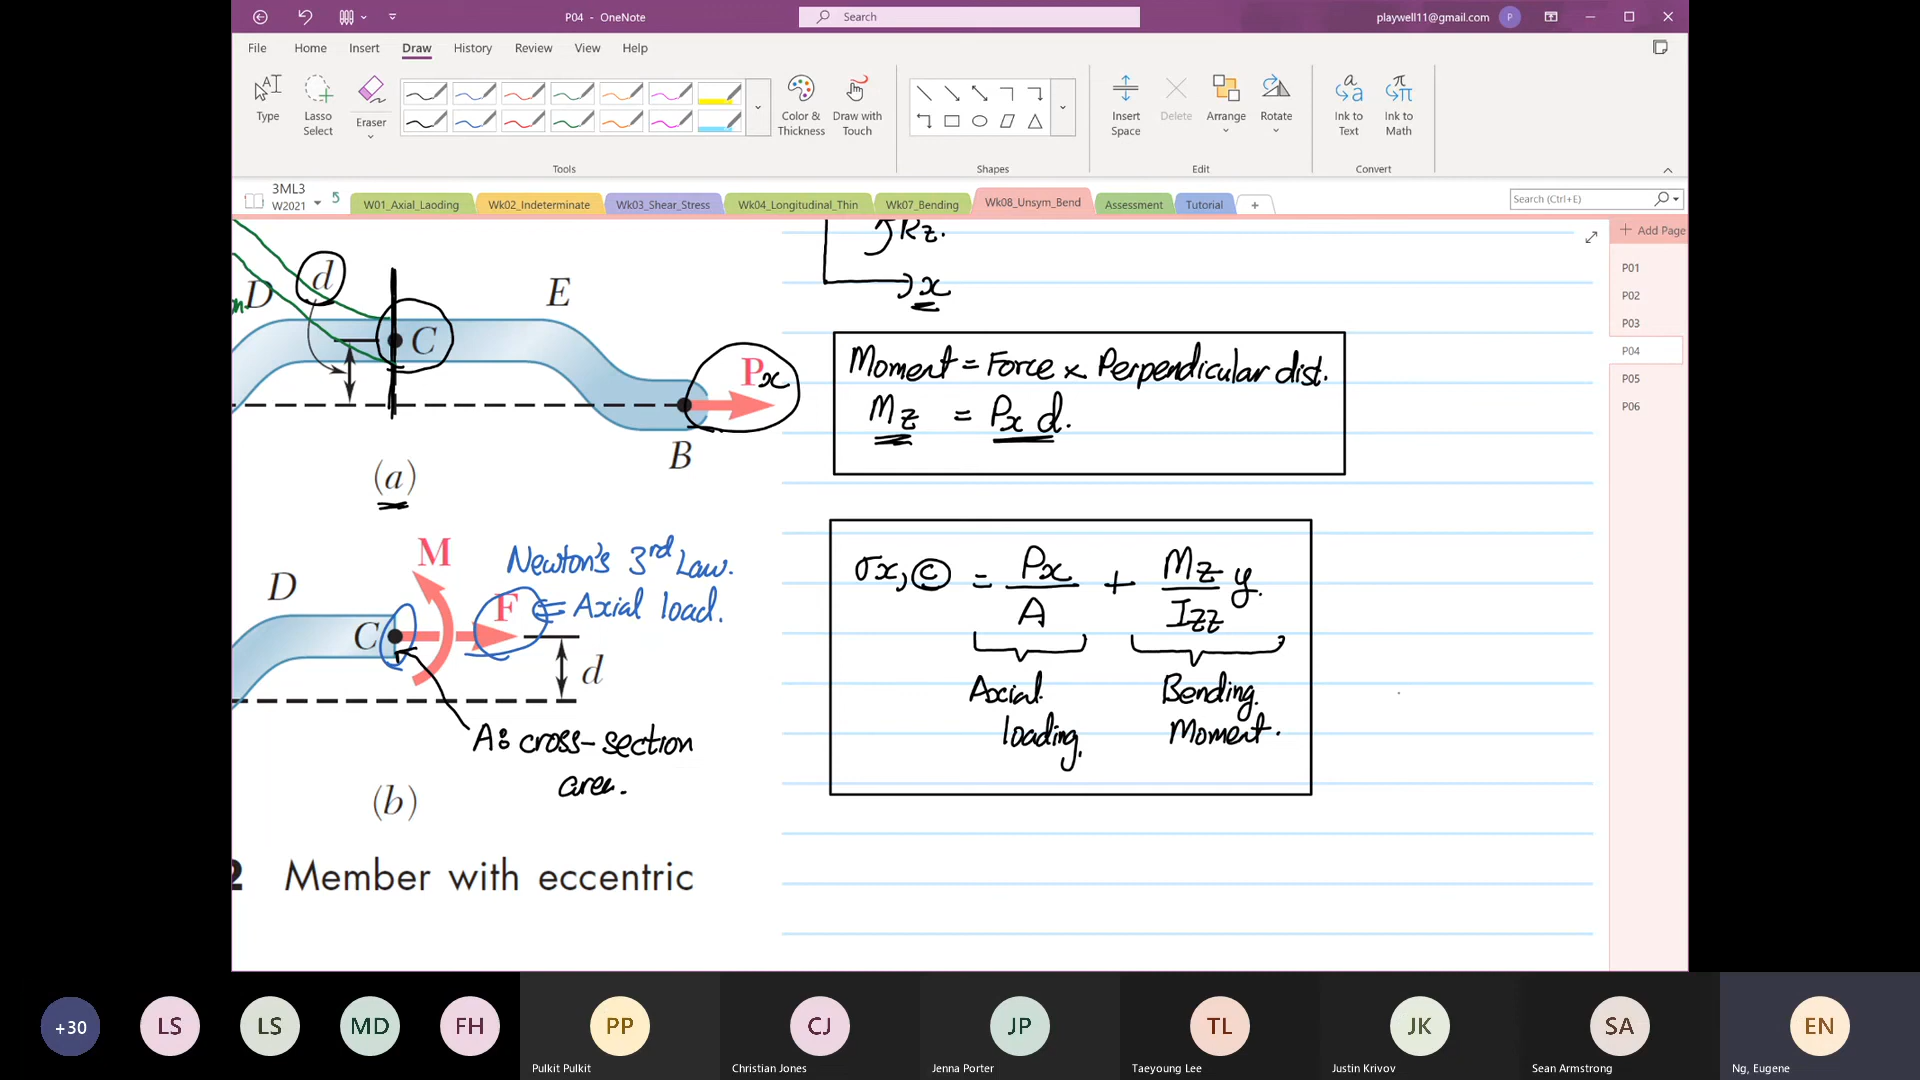 P04 - OneNote
Search
playwell11@gmail.com
P
File Home Insert Draw History Review View Help
Type
Lasso Select
Eraser
Color & Thickness
Draw with Touch
Insert Space
Delete
Arrange
Rotate
Ink to Text
Ink to Math
Tools
Shapes
Edit
Convert
3ML3 W2021
W01_Axial_Laoding
Wk02_Indeterminate
Wk03_Shear_Stress
Wk04_Longitudinal_Thin
Wk07_Bending
Wk08_Unsym_Bend
Assessment
Tutorial
Search (Ctrl+E)
Add Page
P01
P02
P03
P04
P05
P06
Rz.
x
D
d
C
E
Px
B
(a)
Moment = Force × Perpendicular dist.
Mz = Px d.
M
D
C
F
d
Newton's 3rd Law.
⇐ Axial load.
A: cross-section
area.
(b)
σx,© = Px/A + Mz/Izz y.
Axial loading.
Bending Moment.
2 Member with eccentric
+30
LS
LS
MD
FH
PP
CJ
JP
TL
JK
SA
EN
Pulkit Pulkit
Christian Jones
Jenna Porter
Taeyoung Lee
Justin Krivov
Sean Armstrong
Ng, Eugene